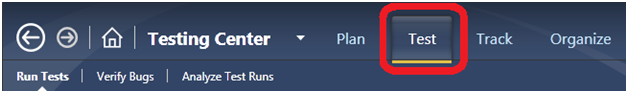 Testing Center Plan Test Track Organize
Run Tests Verify Bugs Analyze Test Runs